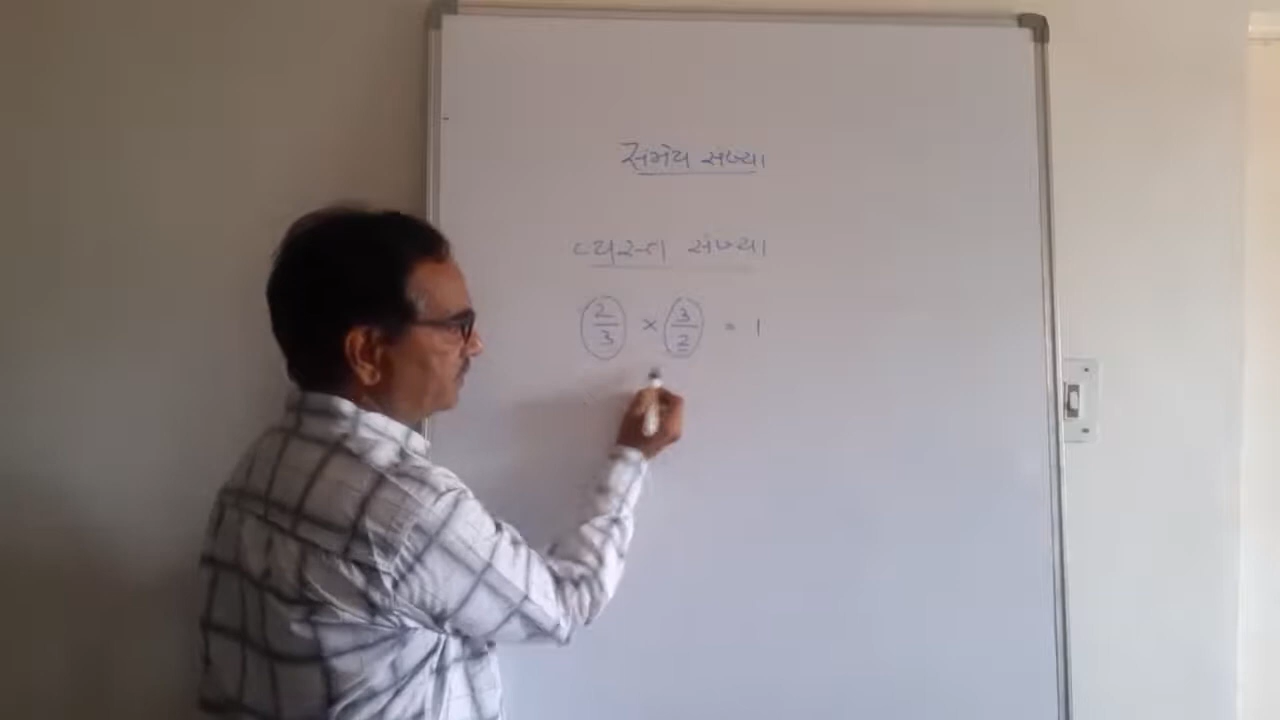 સંમેય સંખ્યા
વ્યસ્ત સંખ્યા
2/3 × 3/2 = 1